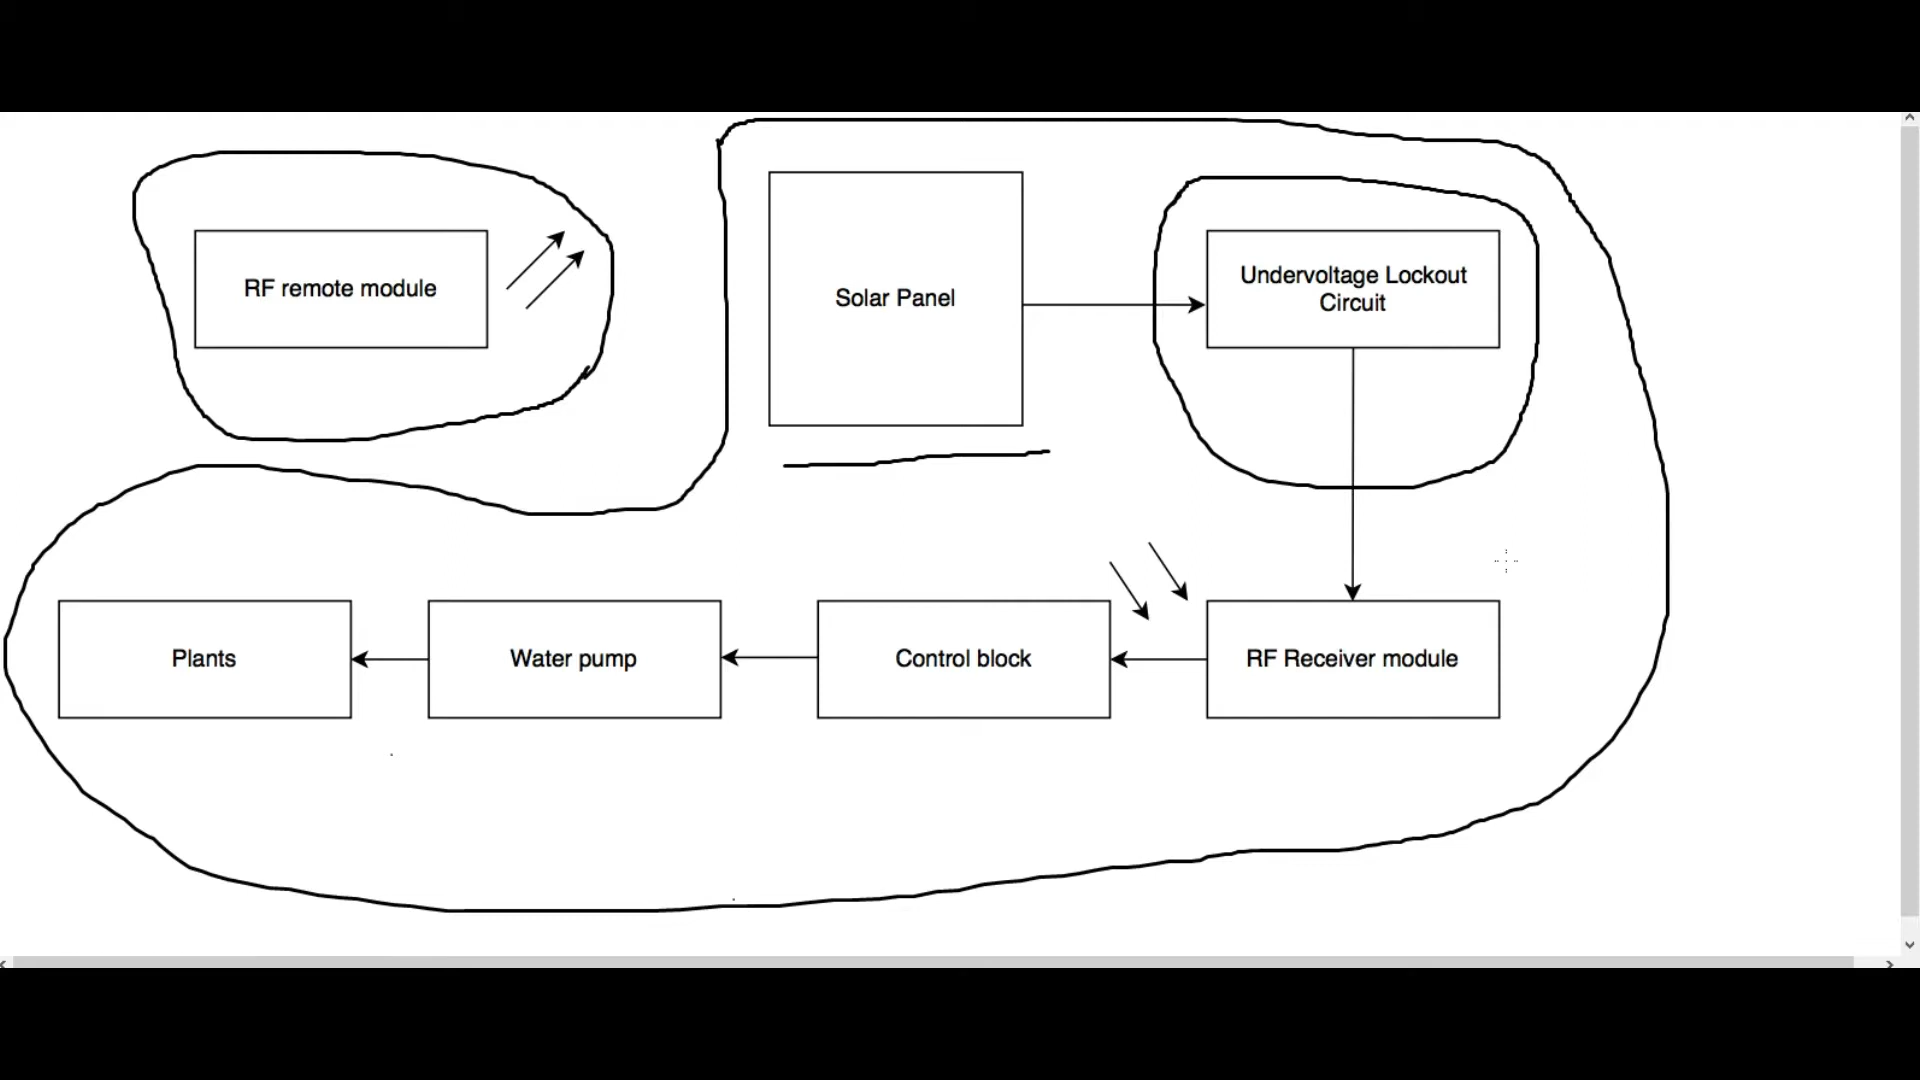 RF remote module
Solar Panel
Undervoltage Lockout
Circuit
Plants
Water pump
Control block
RF Receiver module